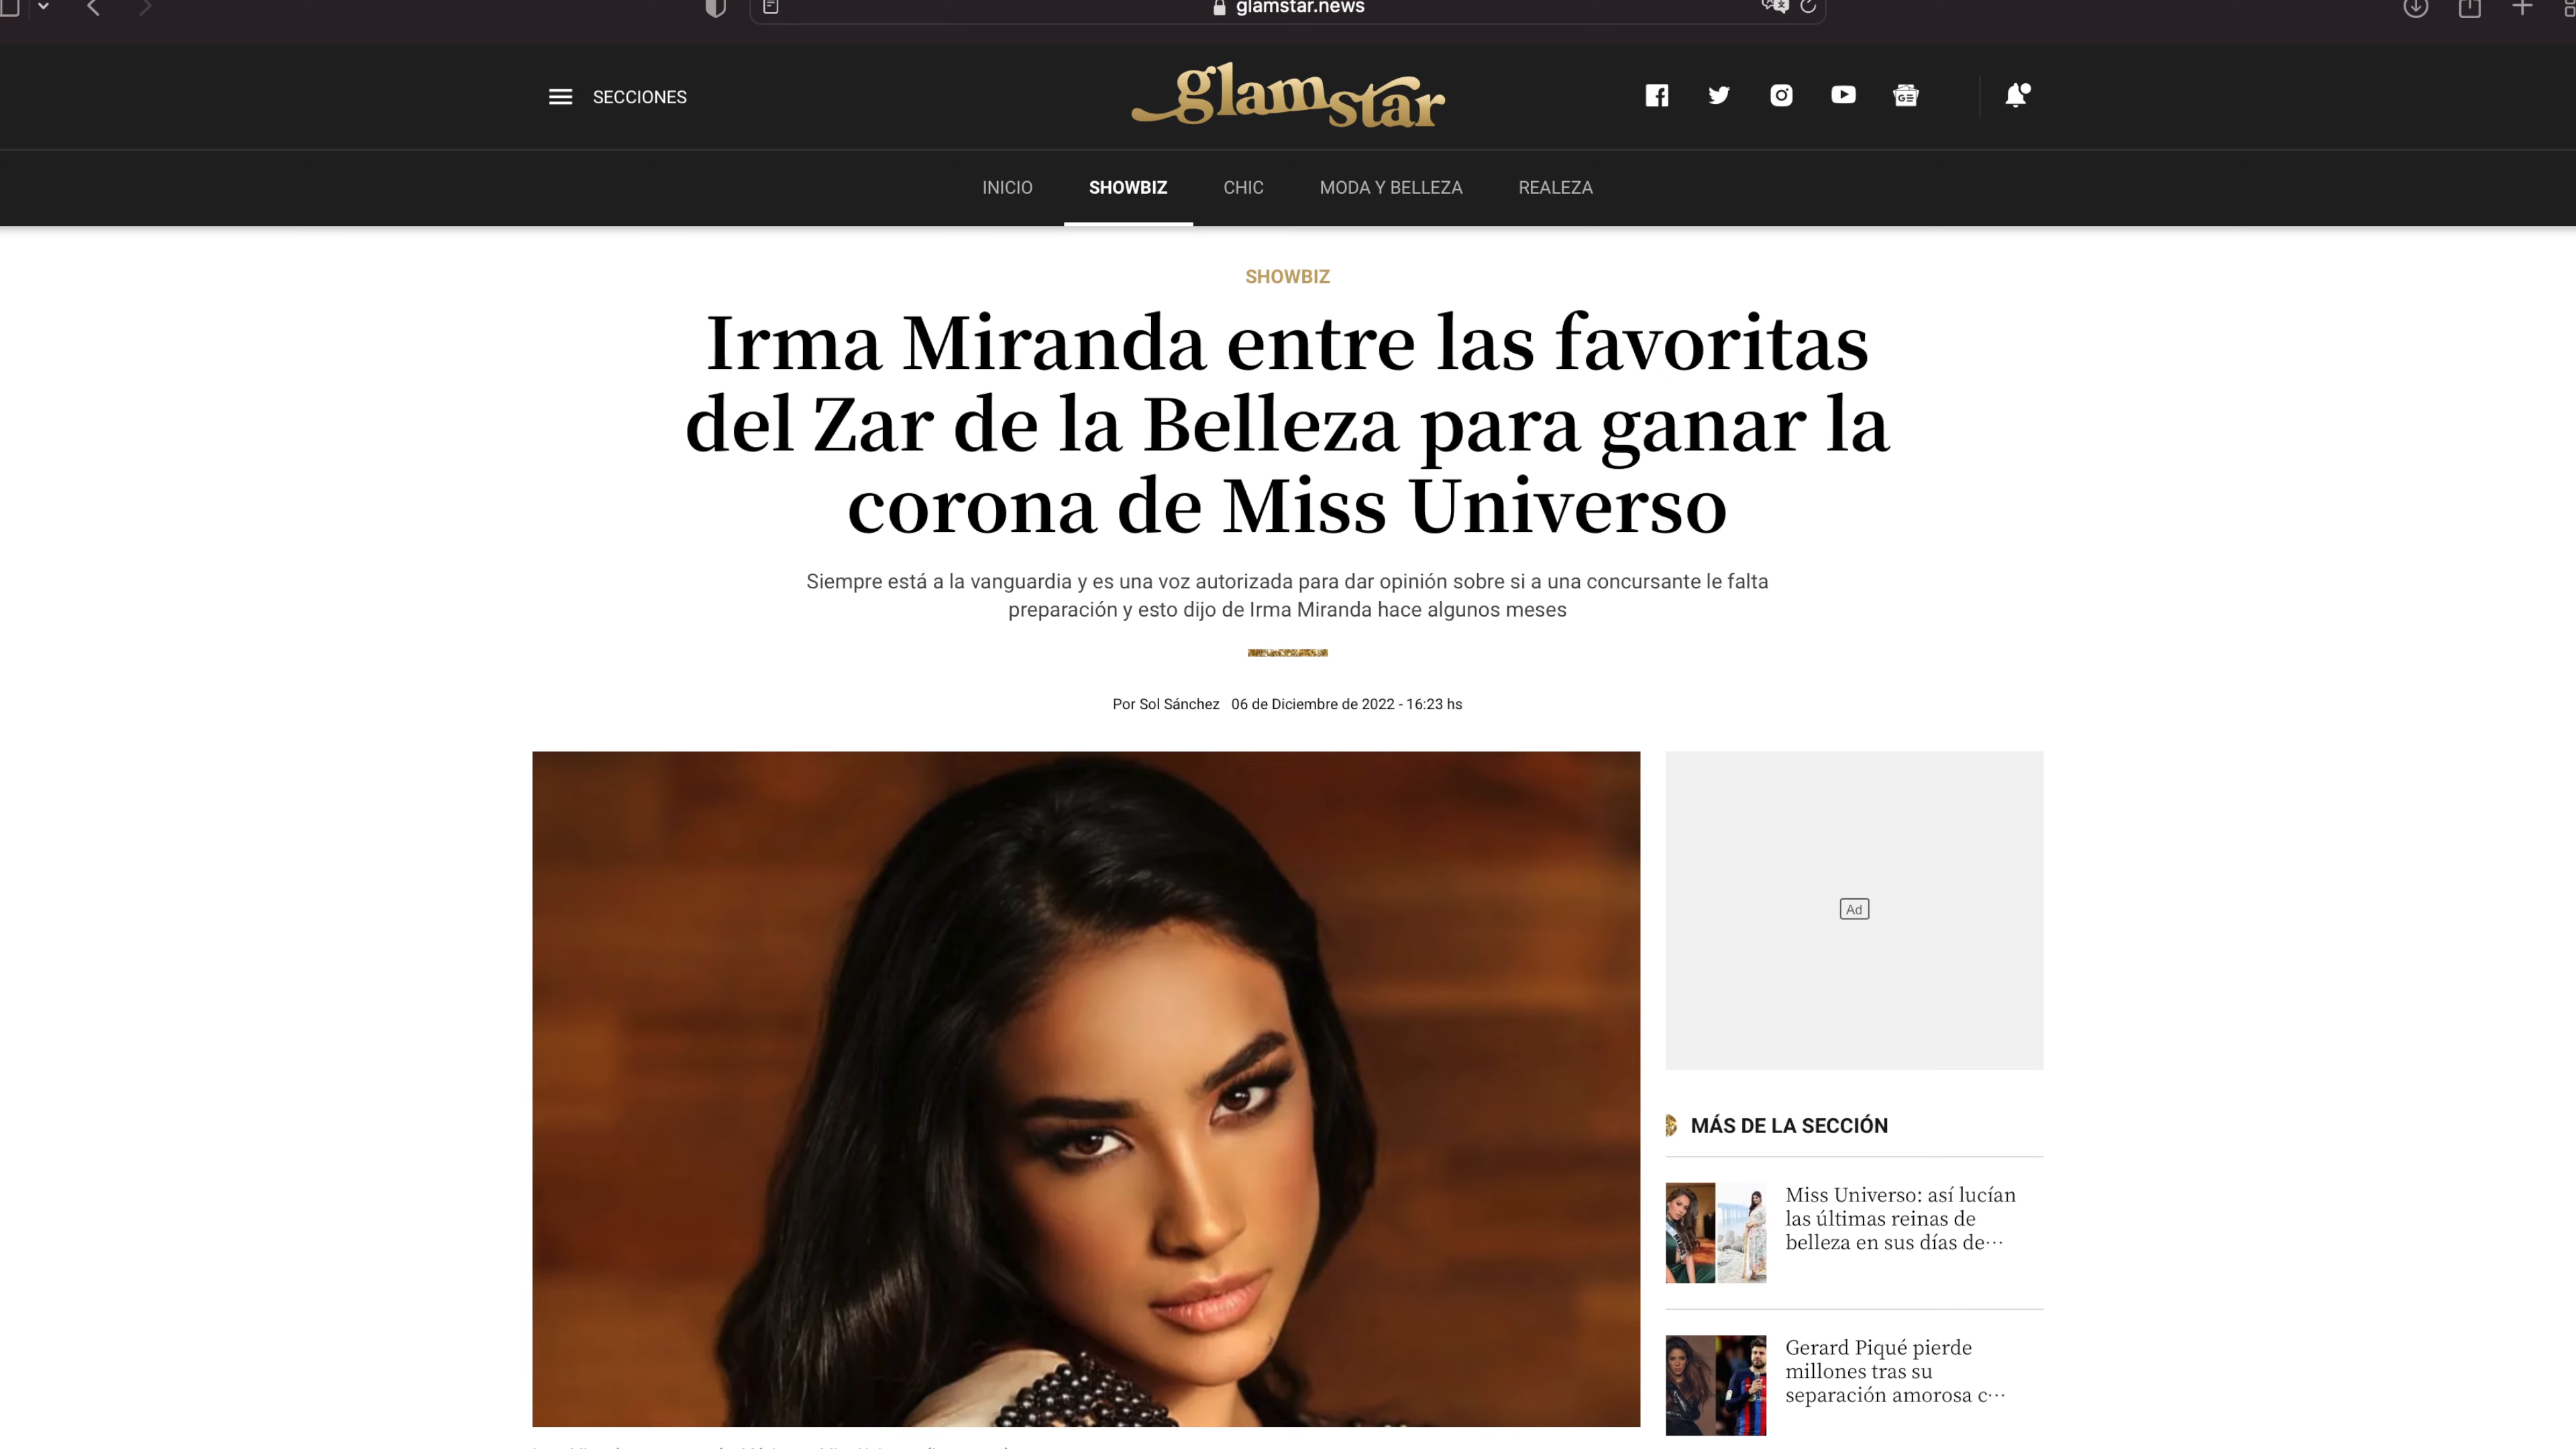 glamstar.news
SECCIONES
glamstar
GE
INICIO
SHOWBIZ
CHIC
MODA Y BELLEZA
REALEZA
SHOWBIZ
Irma Miranda entre las favoritas
del Zar de la Belleza para ganar la
corona de Miss Universo
Siempre está a la vanguardia y es una voz autorizada para dar opinión sobre si a una concursante le falta
preparación y esto dijo de Irma Miranda hace algunos meses
Por Sol Sánchez 06 de Diciembre de 2022 - 16:23 hs
Ad
MÁS DE LA SECCIÓN
Miss Universo: así lucían
las últimas reinas de
belleza en sus días de···
Gerard Piqué pierde
millones tras su
separación amorosa c···